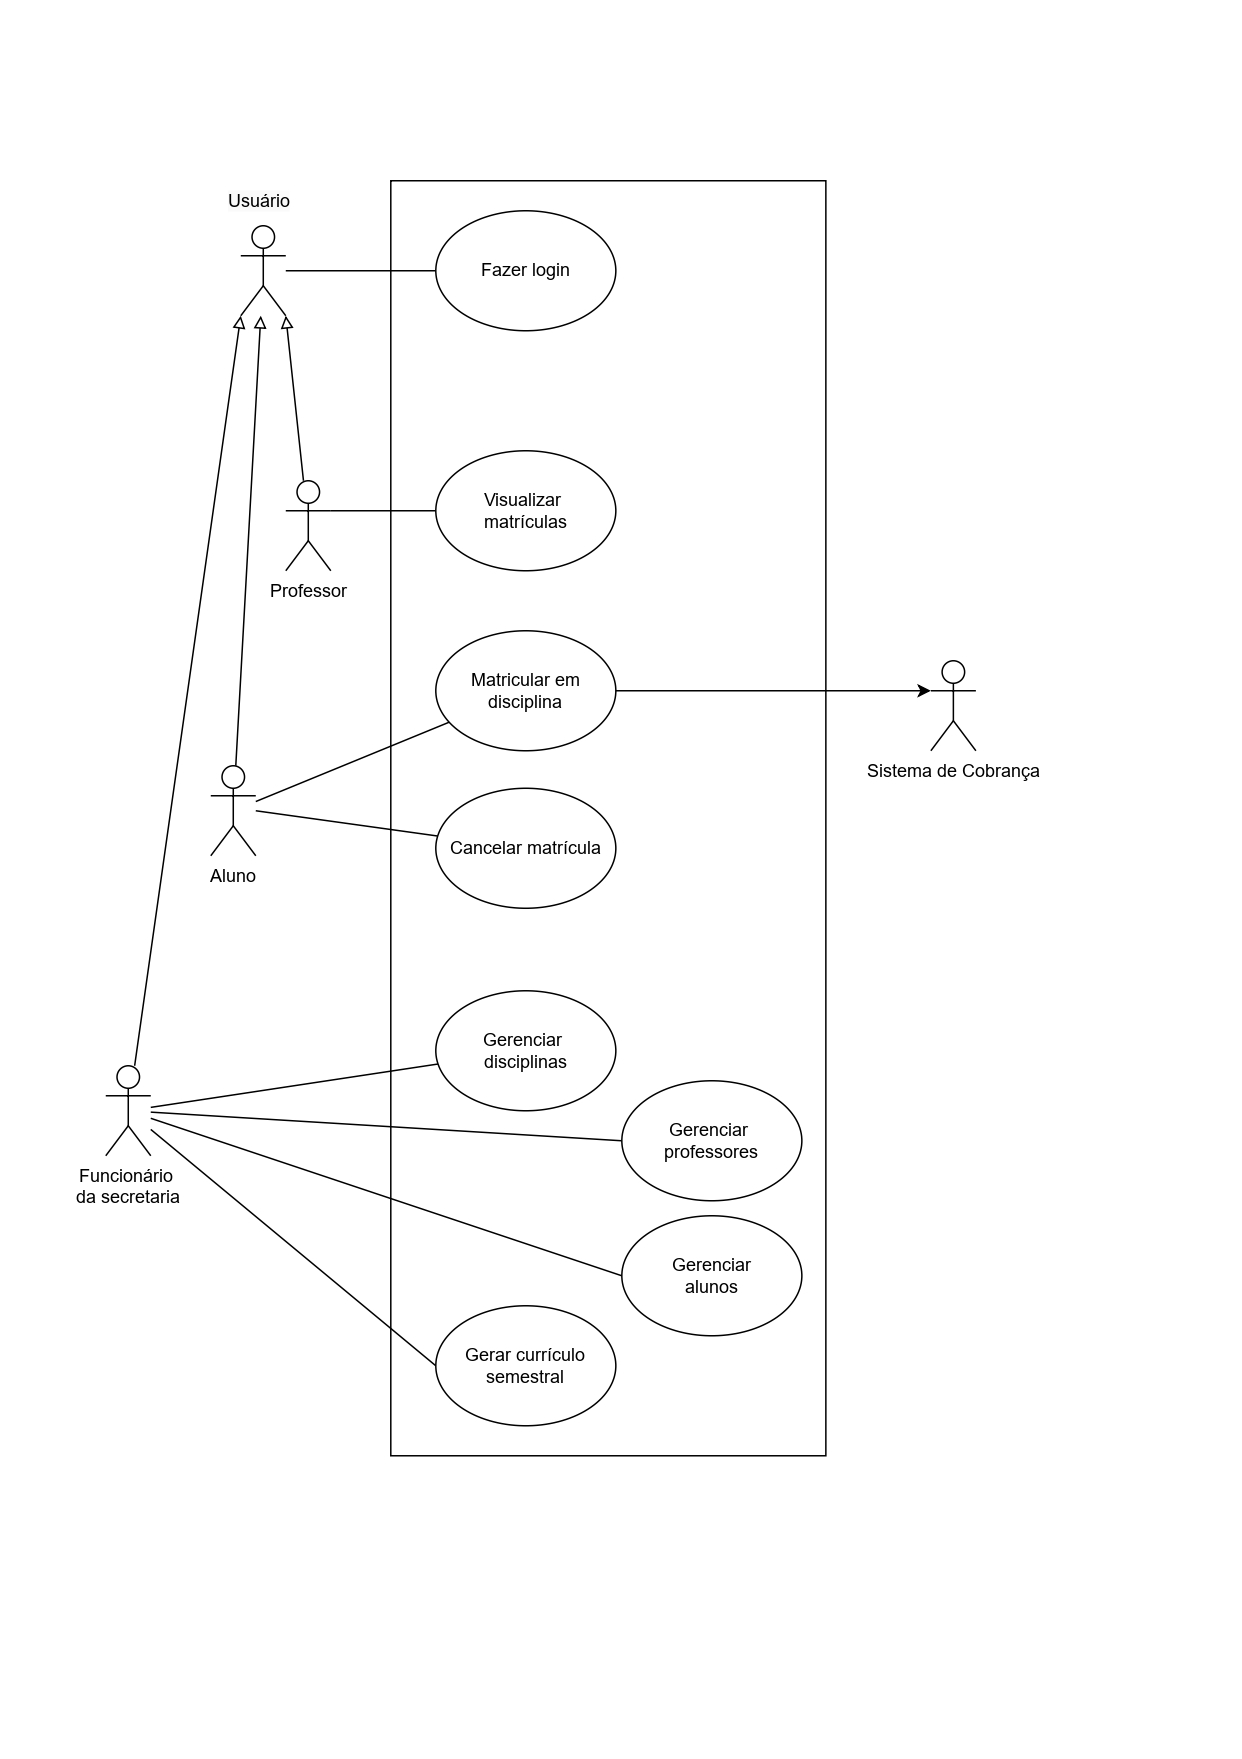 Usuário
Fazer login
Visualizar
matrículas
Professor
Matricular em
disciplina
Sistema de Cobrança
Cancelar matrícula
Aluno
Gerenciar
disciplinas
Gerenciar
professores
Funcionário
da secretaria
Gerenciar
alunos
Gerar currículo
semestral